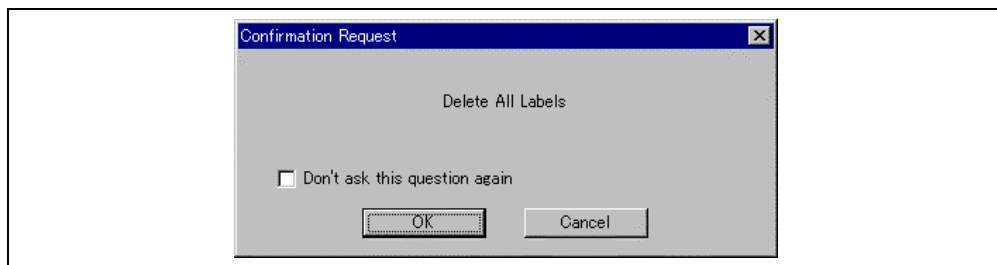 Confirmation Request
Delete All Labels
Don't ask this question again
OK Cancel